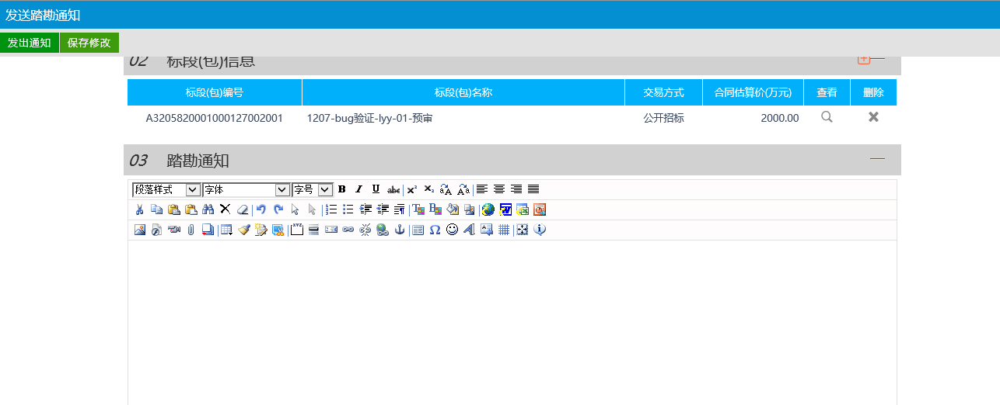 发送踏勘通知
发出通知 保存修改
02 标段(包)信息
标段(包)编号 标段(包)名称 交易方式 合同估算价(万元) 查看 删除
A3205820001000127002001 1207-bug验证-lyy-01-预审 公开招标 2000.00
03 踏勘通知
段落样式 字体 字号 B I U abc x² x₂